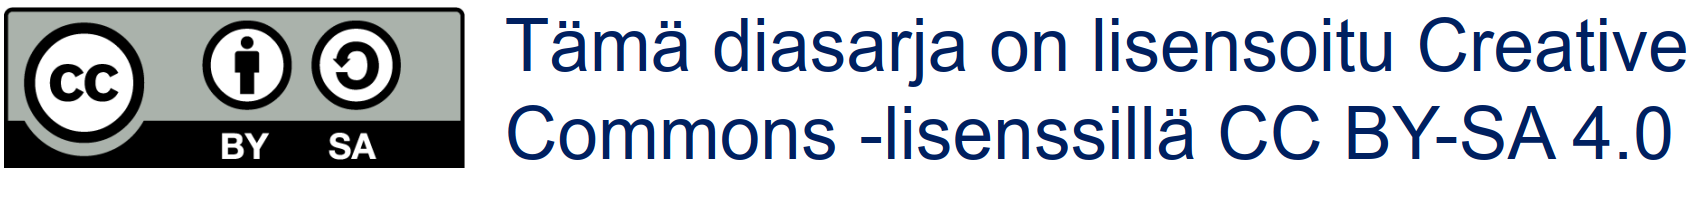 cc
BY SA
Tämä diasarja on lisensoitu Creative
Commons -lisenssillä CC BY-SA 4.0